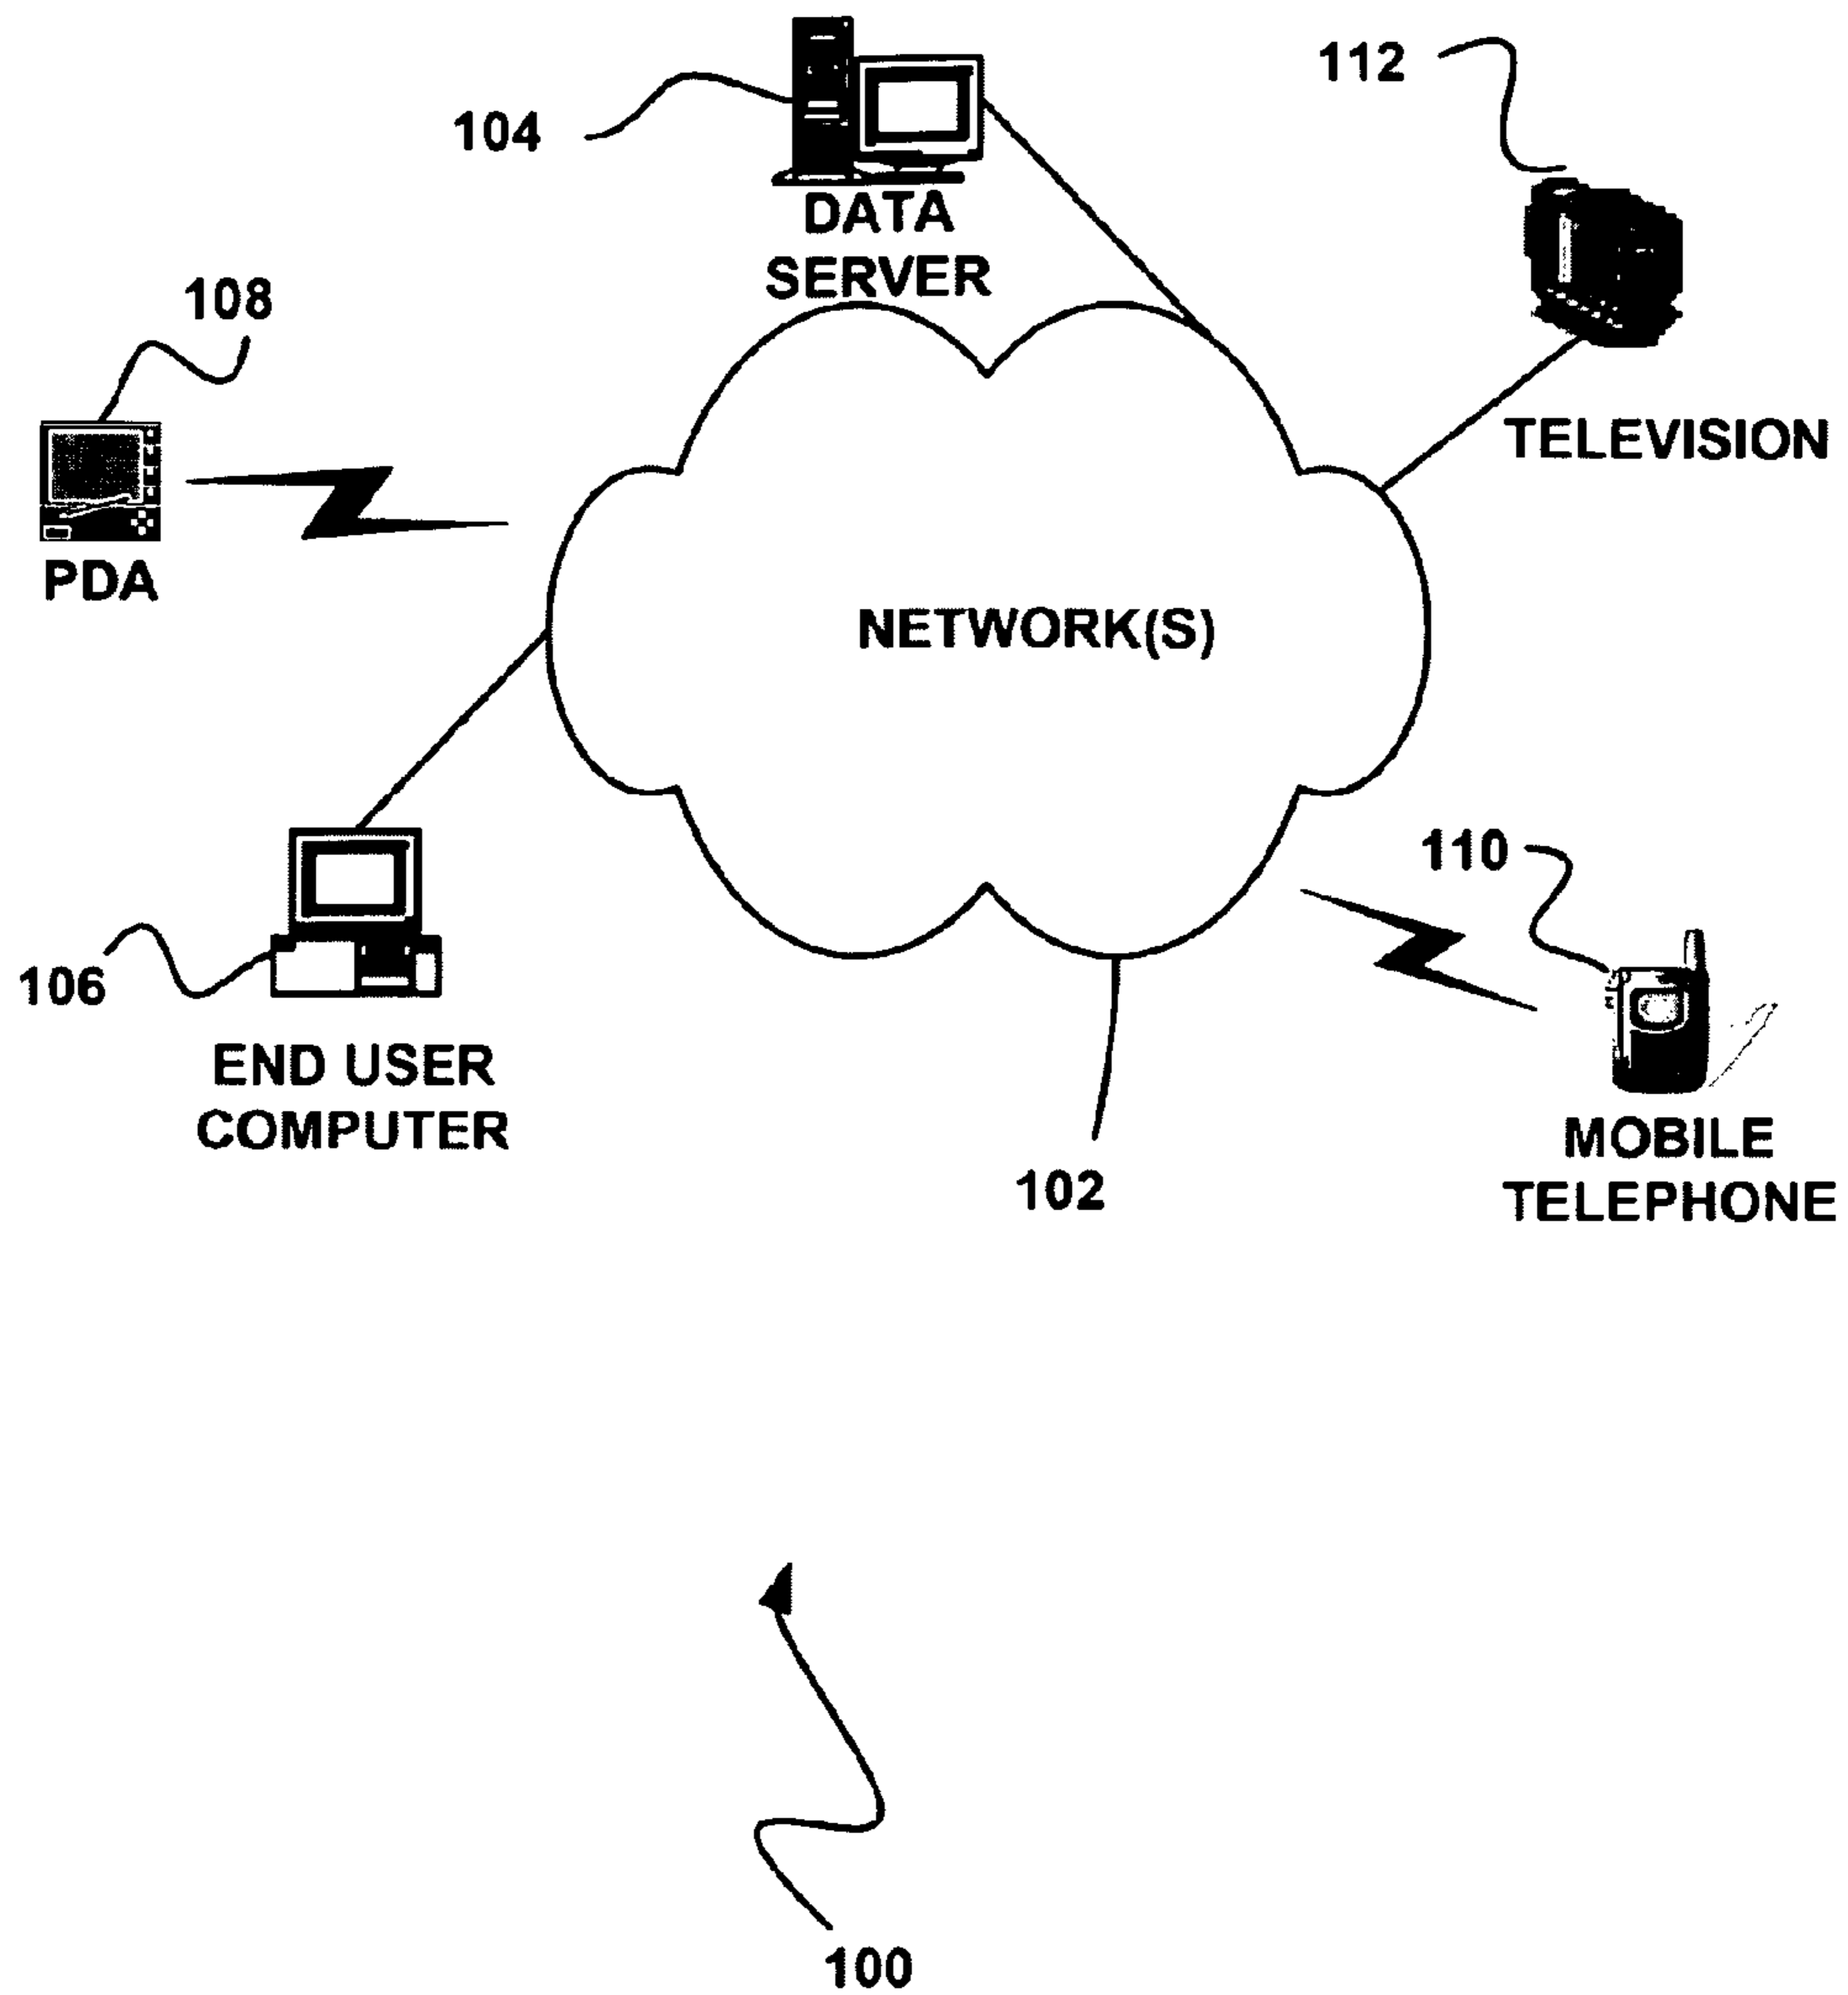 112
104
DATA
SERVER
108
TELEVISION
PDA
NETWORK(S)
110
106
END USER
COMPUTER
MOBILE
TELEPHONE
102
100